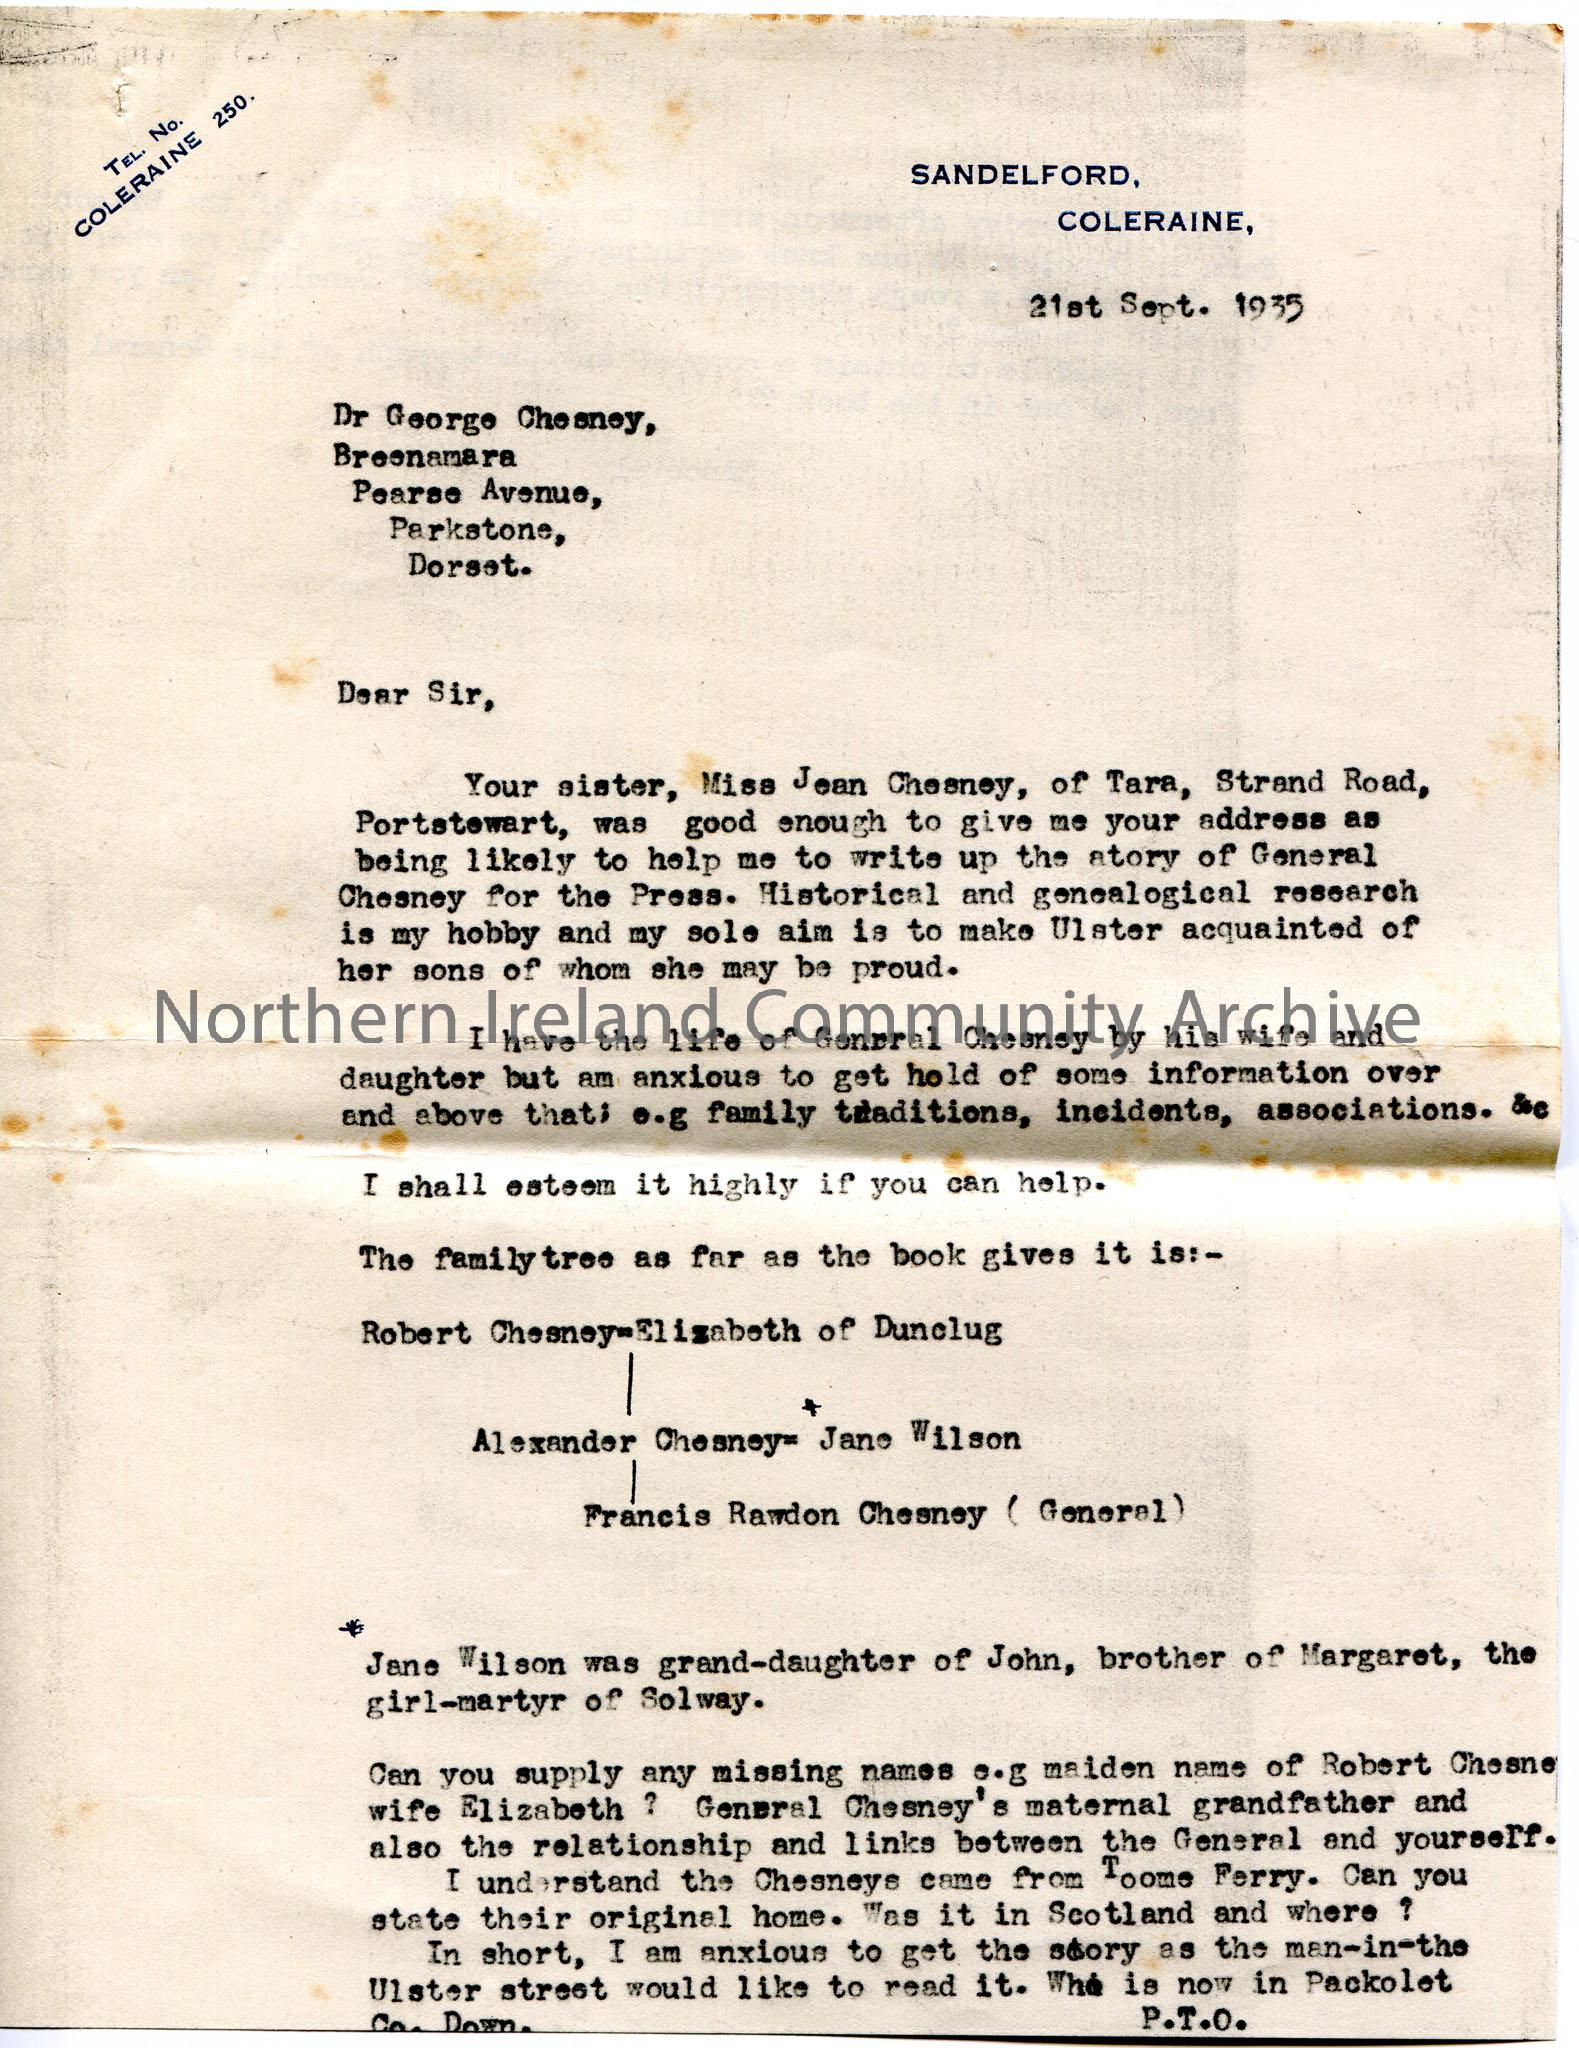 TEL. No.
COLERAINE 250.
SANDELFORD,
COLERAINE,
21st Sept. 1935
Dr George Chesney,
Breenamara
Pearse Avenue,
Parkstone,
Dorset.
Dear Sir,
Your sister, Miss Jean Chesney, of Tara, Strand Road,
Portstewart, was good enough to give me your address as
being likely to help me to write up the atory of General
Chesney for the Press. Historical and genealogical research
is my hobby and my sole aim is to make Ulster acquainted of
her sons of whom she may be proud.
Northern Ireland Community Archive
I have the life of General Chesney by his wife and
daughter but am anxious to get hold of some information over
and above that; e.g family traditions, incidents, associations. &c
I shall esteem it highly if you can help.
The family tree as far as the book gives it is:-
Robert Chesney=Elizabeth of Dunclug
*
Alexander Chesney= Jane Wilson
Francis Rawdon Chesney ( General)
*
Jane Wilson was grand-daughter of John, brother of Margaret, the
girl-martyr of Solway.
Can you supply any missing names e.g maiden name of Robert Chesne
wife Elizabeth ? General Chesney's maternal grandfather and
also the relationship and links between the General and yourself.
I understand the Chesneys came from Toome Ferry. Can you
state their original home. Was it in Scotland and where ?
In short, I am anxious to get the story as the man-in-the
Ulster street would like to read it. Who is now in Packolet
Co. Down.
P.T.O.